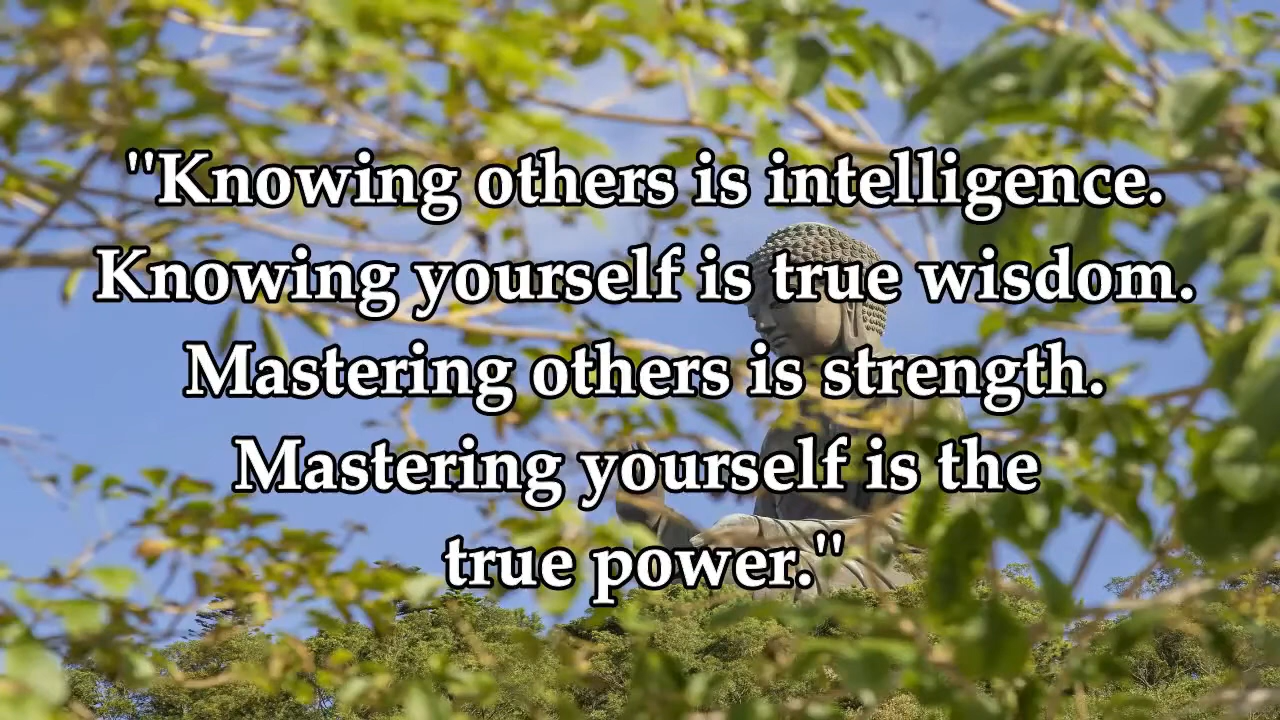 "Knowing others is intelligence.
Knowing yourself is true wisdom.
Mastering others is strength.
Mastering yourself is the
true power."